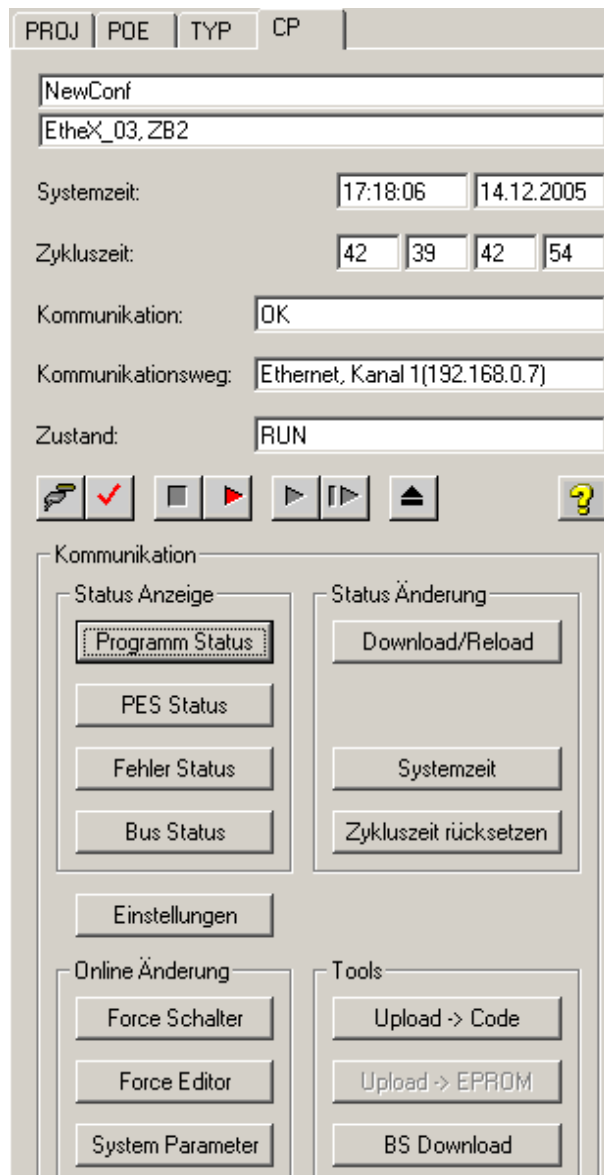 PROJ POE TYP CP
NewConf
EtheX_03, ZB2
Systemzeit: 17:18:06 14.12.2005
Zykluszeit: 42 39 42 54
Kommunikation: OK
Kommunikationsweg: Ethernet, Kanal 1(192.168.0.7)
Zustand: RUN
Kommunikation
Status Anzeige Status Änderung
Programm Status Download/Reload
PES Status
Fehler Status Systemzeit
Bus Status Zykluszeit rücksetzen
Einstellungen
Online Änderung Tools
Force Schalter Upload -> Code
Force Editor Upload -> EPROM
System Parameter BS Download